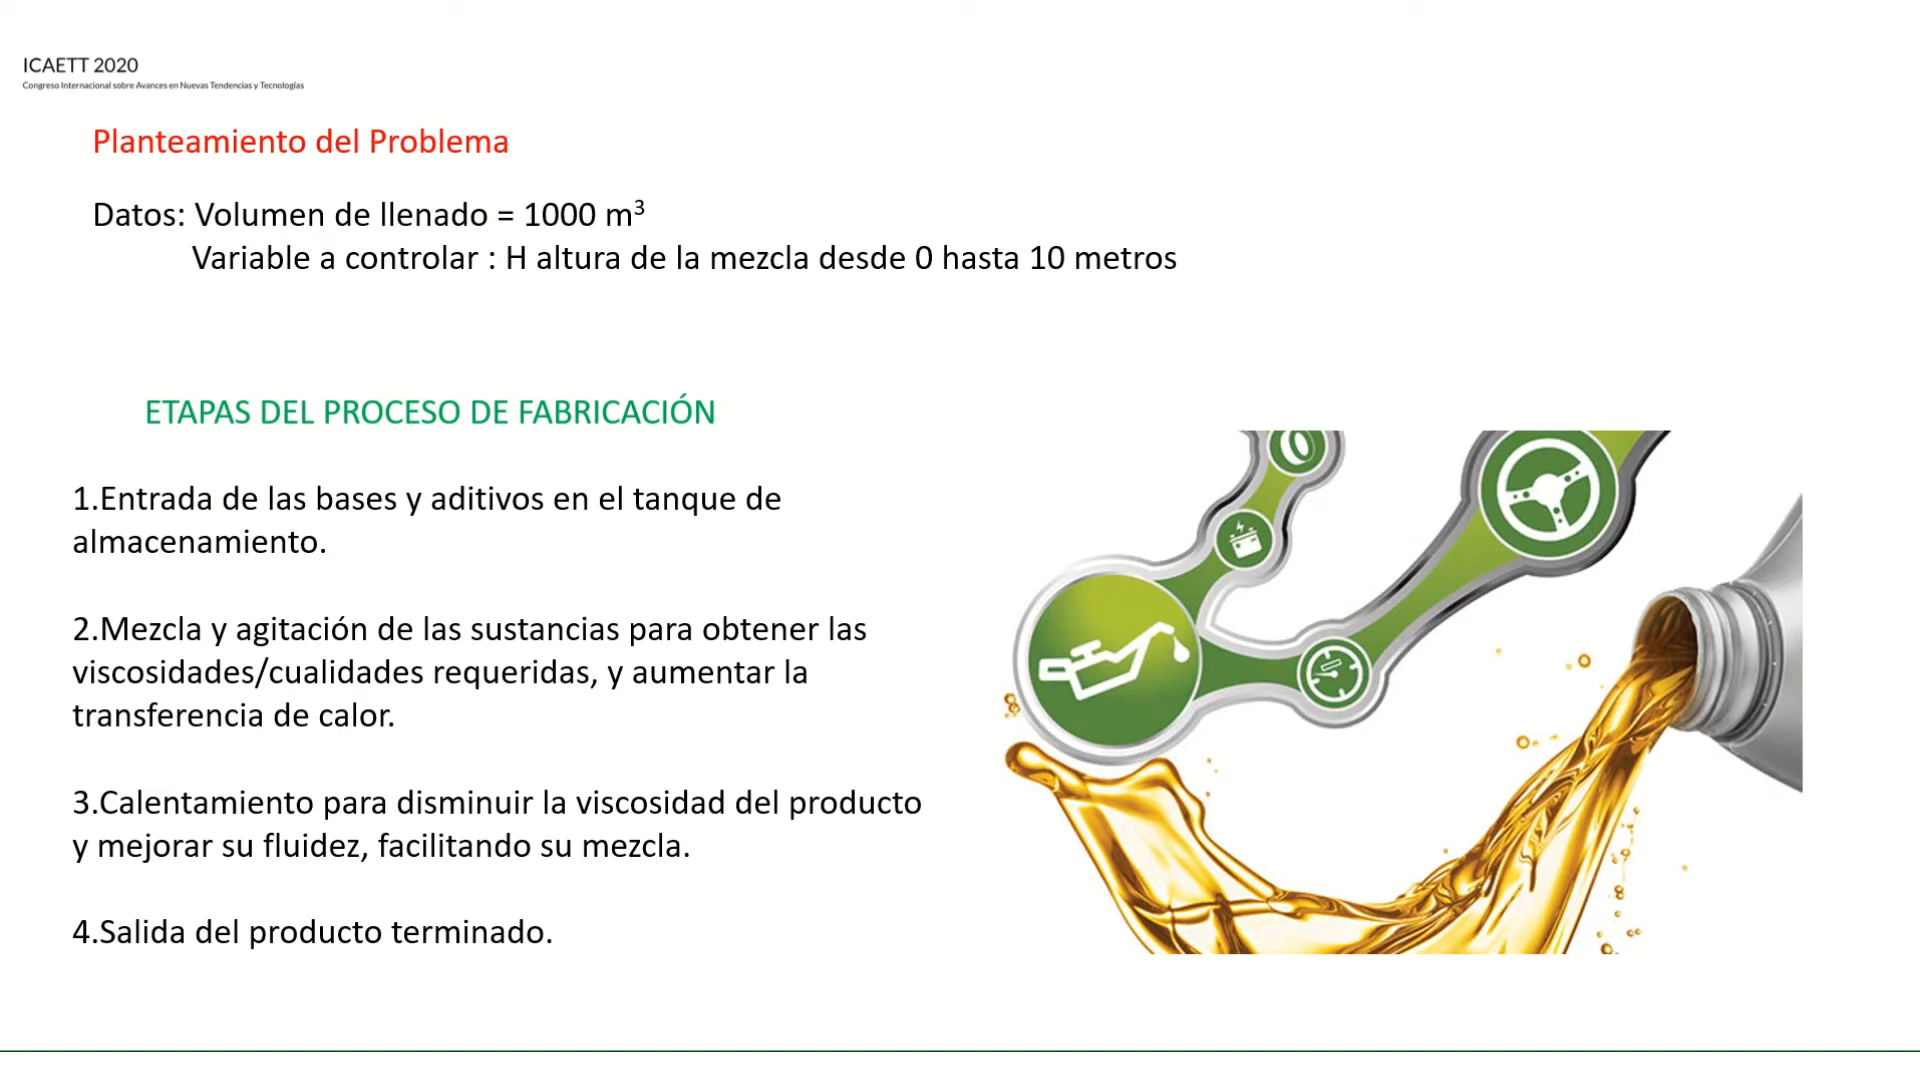 ICAETT 2020
Congreso Internacional sobre Avances en Nuevas Tendencias y Tecnologías
Planteamiento del Problema
Datos: Volumen de llenado = 1000 m³
Variable a controlar : H altura de la mezcla desde 0 hasta 10 metros
ETAPAS DEL PROCESO DE FABRICACIÓN
1.Entrada de las bases y aditivos en el tanque de
almacenamiento.
2.Mezcla y agitación de las sustancias para obtener las
viscosidades/cualidades requeridas, y aumentar la
transferencia de calor.
3.Calentamiento para disminuir la viscosidad del producto
y mejorar su fluidez, facilitando su mezcla.
4.Salida del producto terminado.